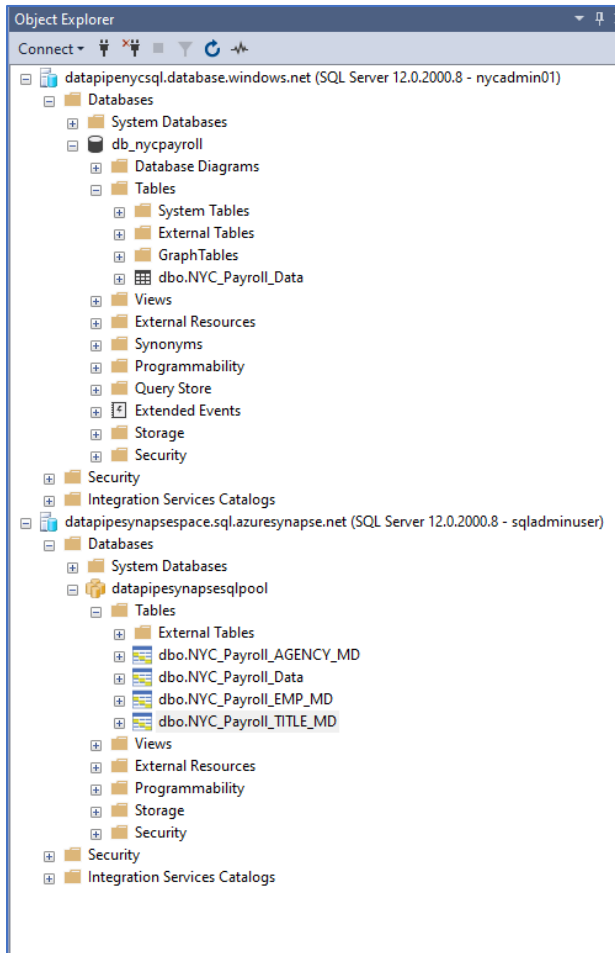 Object Explorer
Connect
datapipenycsql.database.windows.net (SQL Server 12.0.2000.8 - nycadmin01)
Databases
System Databases
db_nycpayroll
Database Diagrams
Tables
System Tables
External Tables
GraphTables
dbo.NYC_Payroll_Data
Views
External Resources
Synonyms
Programmability
Query Store
Extended Events
Storage
Security
Security
Integration Services Catalogs
datapipesynapsespace.sql.azuresynapse.net (SQL Server 12.0.2000.8 - sqladminuser)
Databases
System Databases
datapipesynapsesqlpool
Tables
External Tables
dbo.NYC_Payroll_AGENCY_MD
dbo.NYC_Payroll_Data
dbo.NYC_Payroll_EMP_MD
dbo.NYC_Payroll_TITLE_MD
Views
External Resources
Programmability
Storage
Security
Security
Integration Services Catalogs